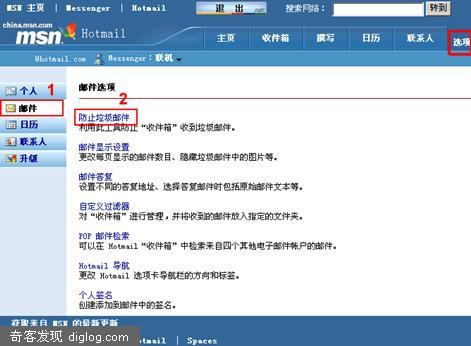 MSN 主页 | Messenger | Hotmail 退 出 .net 搜索网络： 转到
china.msn.com
msn Hotmail 主页 收件箱 撰写 日历 联系人 选项
@hotmail.com Messenger：联机
个人 1
邮件
日历
联系人
升级
邮件选项
2
防止垃圾邮件
利用此工具防止“收件箱”收到垃圾邮件。
邮件显示设置
更改每页显示的邮件数目、隐藏垃圾邮件中的图片等。
邮件答复
设置不同的答复地址、选择答复邮件时包括原始邮件文本等。
自定义过滤器
对“收件箱”进行管理，并将收到的邮件放入指定的文件夹。
POP 邮件检索
可以在 Hotmail“收件箱”中检索来自四个其他电子邮件帐户的邮件。
Hotmail 导航
更改 Hotmail 选项卡导航栏的方向和标签。
个人签名
创建添加到邮件中的签名。
获取来自 MSN 的最新更新
奇客发现 diglog.com
otmail | Spaces